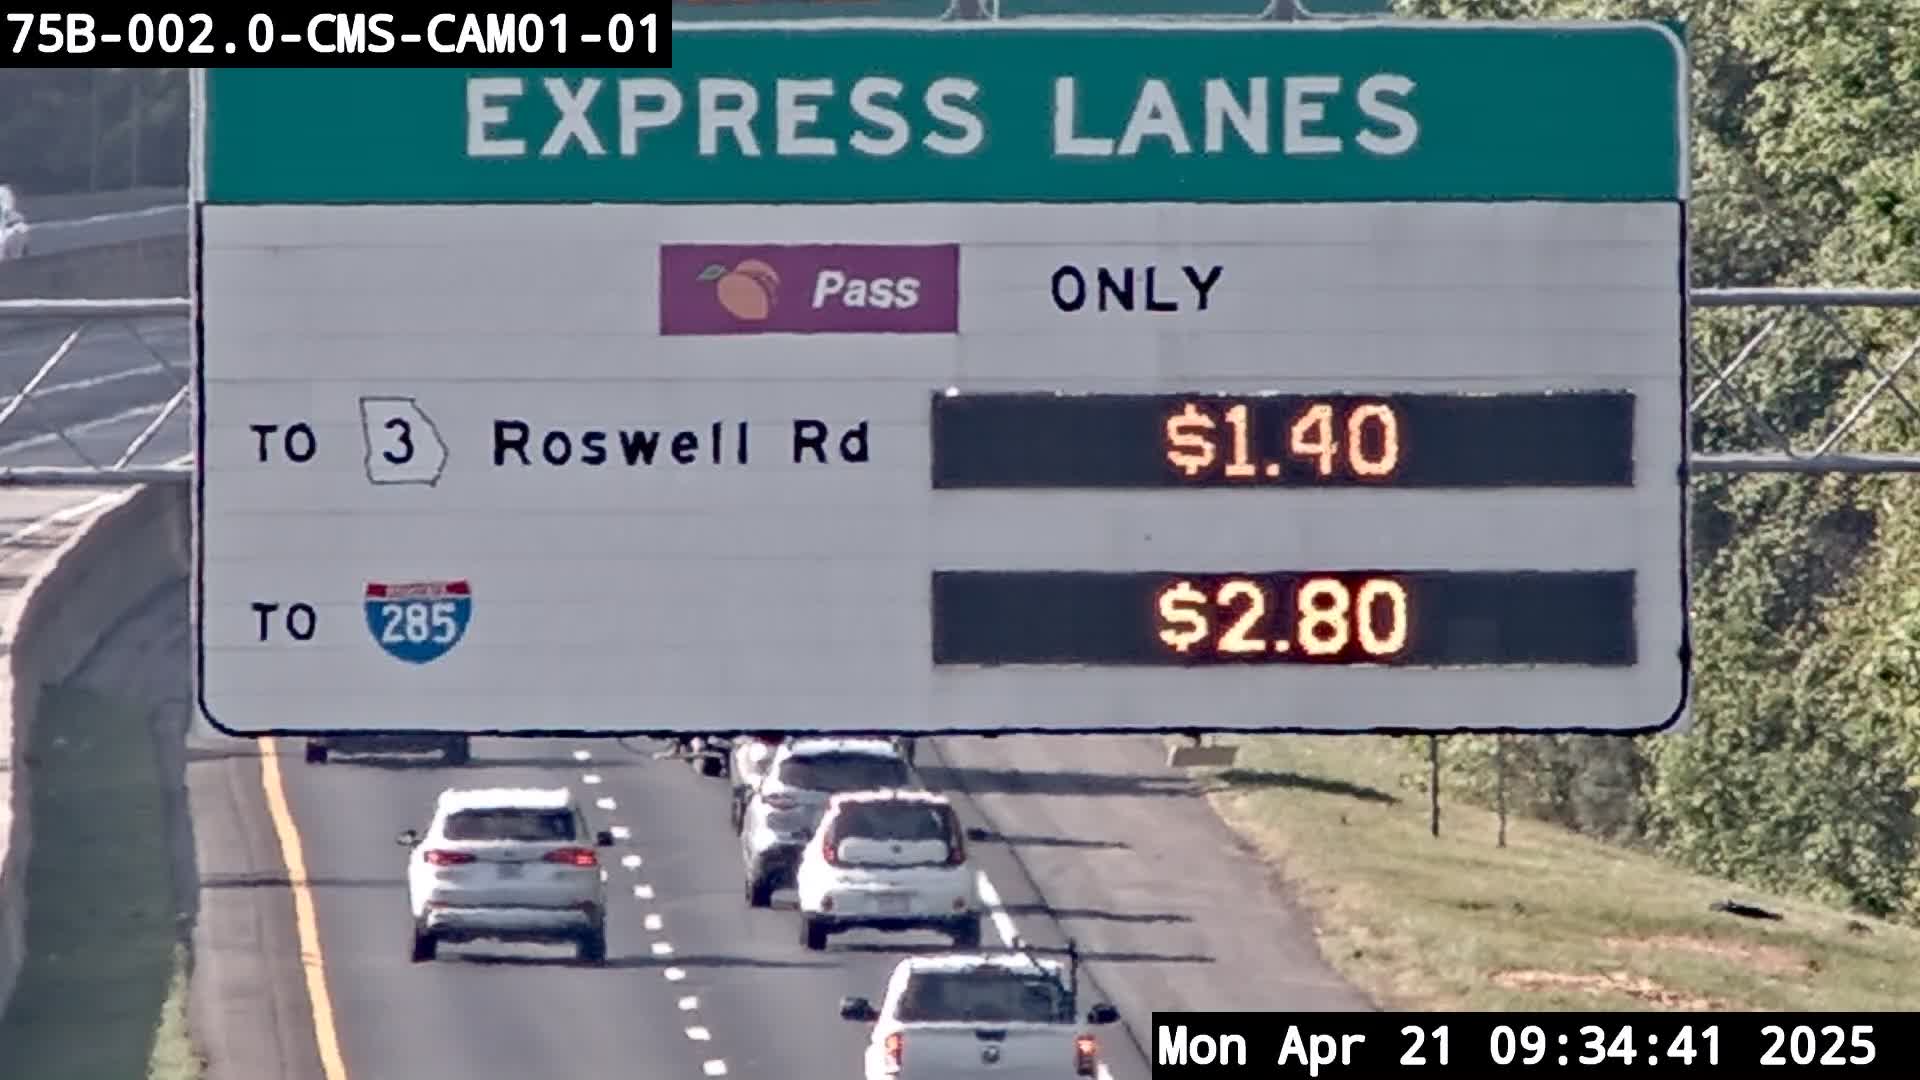 75B-002.0-CMS-CAM01-01
EXPRESS LANES
Pass ONLY
TO 3 Roswell Rd $1.40
TO 285 $2.80
Mon Apr 21 09:34:41 2025